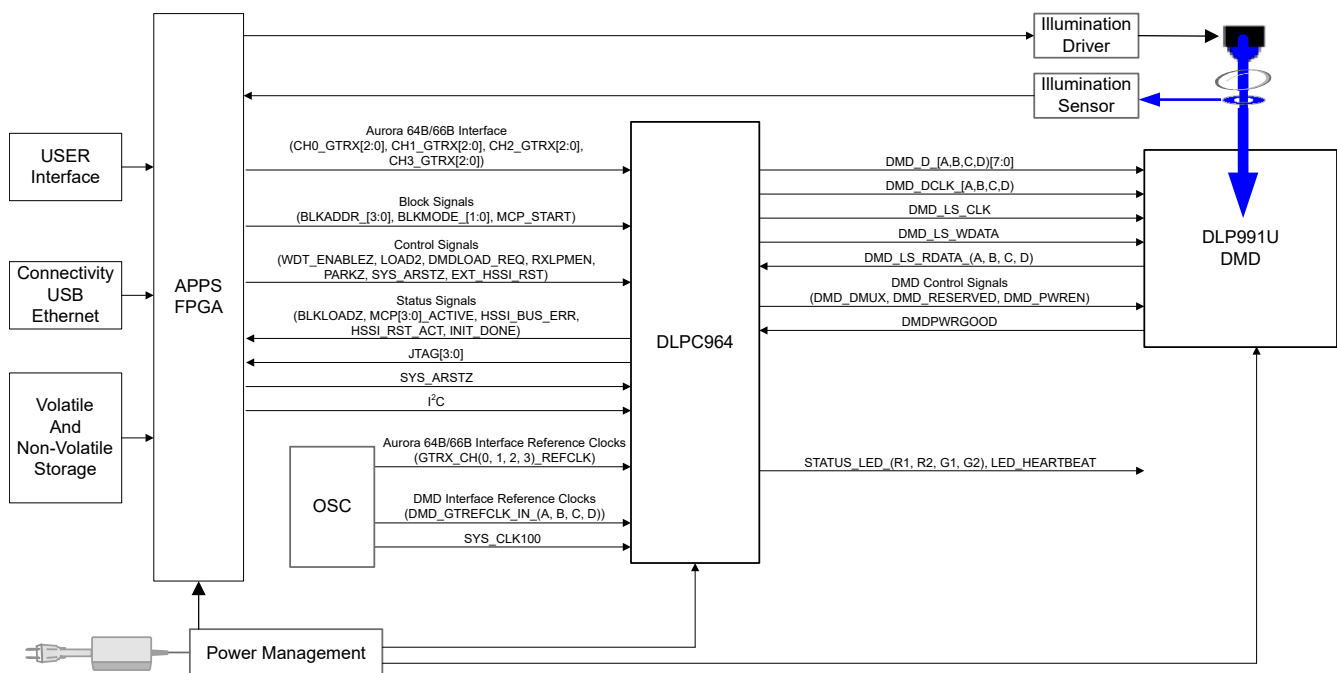 Illumination
Driver
Illumination
Sensor
USER
Interface
Connectivity
USB
Ethernet
Volatile
And
Non-Volatile
Storage
APPS
FPGA
Aurora 64B/66B Interface
(CH0_GTRX[2:0], CH1_GTRX[2:0], CH2_GTRX[2:0],
CH3_GTRX[2:0])
Block Signals
(BLKADDR_[3:0], BLKMODE_[1:0], MCP_START)
Control Signals
(WDT_ENABLEZ, LOAD2, DMDLOAD_REQ, RXLPMEN,
PARKZ, SYS_ARSTZ, EXT_HSSI_RST)
Status Signals
(BLKLOADZ, MCP[3:0]_ACTIVE, HSSI_BUS_ERR,
HSSI_RST_ACT, INIT_DONE)
JTAG[3:0]
SYS_ARSTZ
I²C
OSC
Aurora 64B/66B Interface Reference Clocks
(GTRX_CH(0, 1, 2, 3)_REFCLK)
DMD Interface Reference Clocks
(DMD_GTREFCLK_IN_(A, B, C, D))
SYS_CLK100
DLPC964
DMD_D_[A,B,C,D)[7:0]
DMD_DCLK_[A,B,C,D)
DMD_LS_CLK
DMD_LS_WDATA
DMD_LS_RDATA_(A, B, C, D)
DMD Control Signals
(DMD_DMUX, DMD_RESERVED, DMD_PWREN)
DMDPWRGOOD
STATUS_LED_(R1, R2, G1, G2), LED_HEARTBEAT
DLP991U
DMD
Power Management